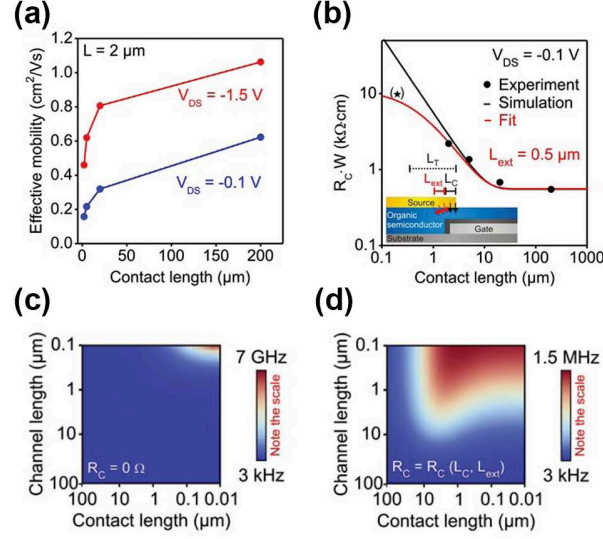 (a)
L = 2 μm
V_DS = -1.5 V
V_DS = -0.1 V
Effective mobility (cm²/Vs)
1.2
1.0
0.8
0.6
0.4
0.2
0.0
0 50 100 150 200
Contact length (μm)
(b)
V_DS = -0.1 V
Experiment
Simulation
Fit
(★)
L_ext = 0.5 μm
L_T
L_ext L_C
Source
Organic
semiconductor
Gate
Substrate
R_C·W (kΩ·cm)
10
1
0.1
0.1 1 10 100 1000
Contact length (μm)
(c)
Channel length (μm)
0.1
1
10
100
R_C = 0 Ω
100 10 1 0.1 0.01
Contact length (μm)
7 GHz
Note the scale
3 kHz
(d)
Channel length (μm)
0.1
1
10
100
R_C = R_C (L_C, L_ext)
100 10 1 0.1 0.01
Contact length (μm)
1.5 MHz
Note the scale
3 kHz